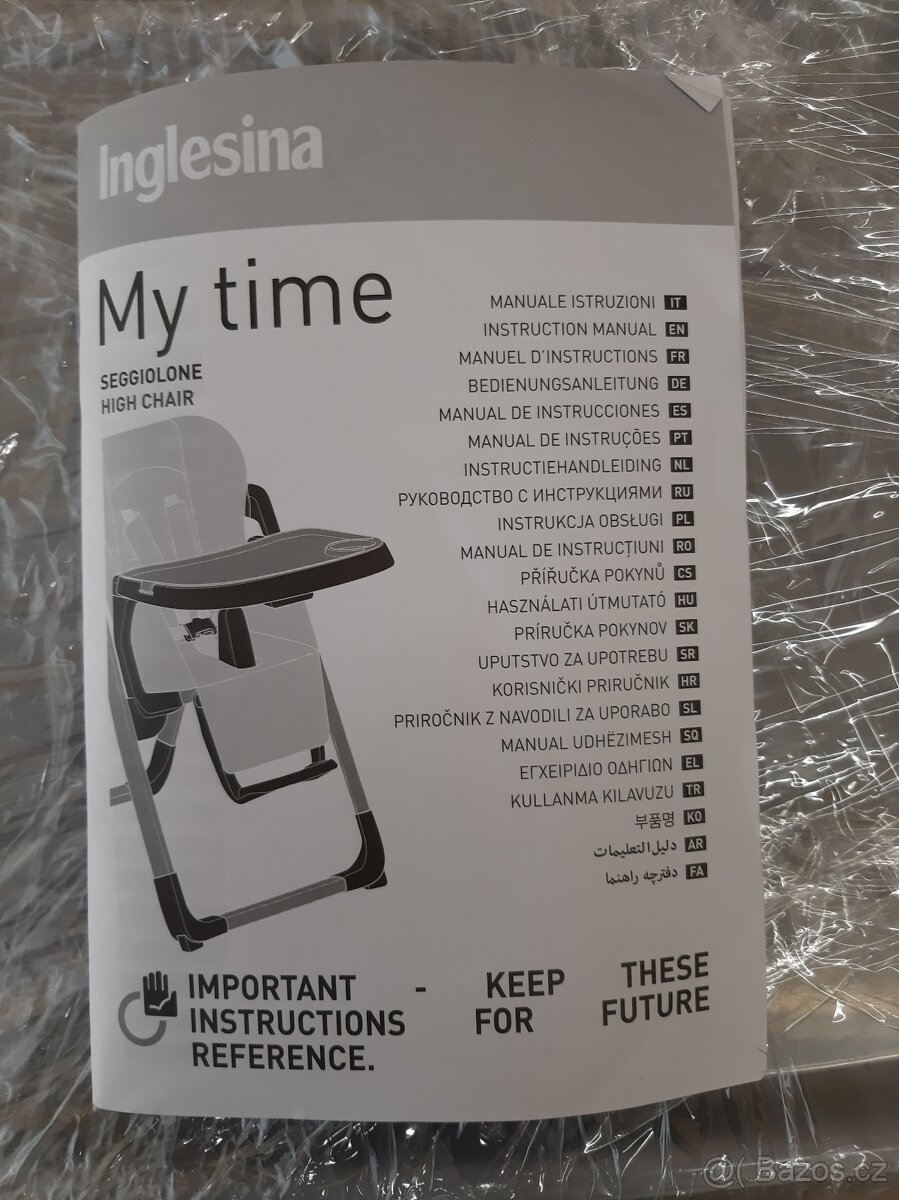 Inglesina
My time
SEGGIOLONE
HIGH CHAIR
MANUALE ISTRUZIONI IT
INSTRUCTION MANUAL EN
MANUEL D'INSTRUCTIONS FR
BEDIENUNGSANLEITUNG DE
MANUAL DE INSTRUCCIONES ES
MANUAL DE INSTRUÇÕES PT
INSTRUCTIEHANDLEIDING NL
РУКОВОДСТВО С ИНСТРУКЦИЯМИ RU
INSTRUKCJA OBSŁUGI PL
MANUAL DE INSTRUCȚIUNI RO
PŘÍŘUČKA POKYNŮ CS
HASZNÁLATI ÚTMUTATÓ HU
PRÍRUČKA POKYNOV SK
UPUTSTVO ZA UPOTREBU SR
KORISNIČKI PRIRUČNIK HR
PRIROČNIK Z NAVODILI ZA UPORABO SL
MANUAL UDHËZIMESH SQ
ΕΓΧΕΙΡΙΔΙΟ ΟΔΗΓΙΩΝ EL
KULLANMA KILAVUZU TR
부품명 KO
دليل التعليمات AR
دفترچه راهنما FA
IMPORTANT - KEEP THESE
INSTRUCTIONS FOR FUTURE
REFERENCE.
@( Bazos.cz